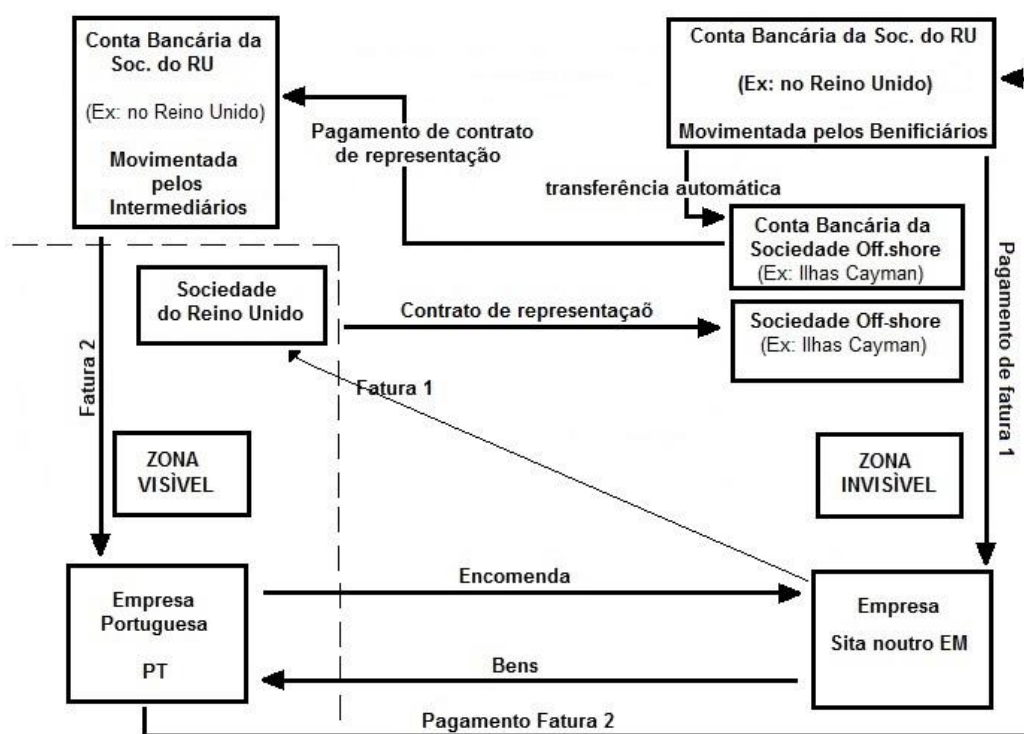 Conta Bancária da
Soc. do RU
(Ex: no Reino Unido)
Movimentada
pelos
Intermediários
Conta Bancária da Soc. do RU
(Ex: no Reino Unido)
Movimentada pelos Benificiários
Pagamento de contrato
de representação
transferência automática
Conta Bancária da
Sociedade Off.shore
(Ex: Ilhas Cayman)
Sociedade
do Reino Unido
Contrato de representaçaõ
Sociedade Off-shore
(Ex: Ilhas Cayman)
Pagamento de fatura 1
Fatura 2
Fatura 1
ZONA
VISÌVEL
ZONA
INVISÌVEL
Empresa
Portuguesa
PT
Encomenda
Empresa
Sita noutro EM
Bens
Pagamento Fatura 2